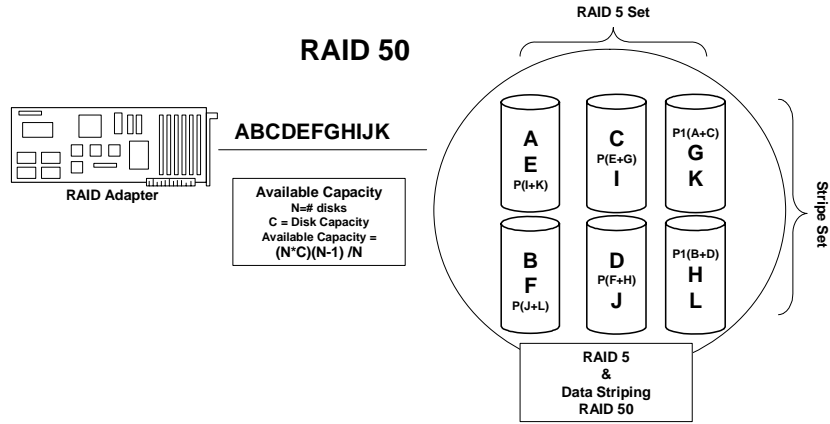 RAID 5 Set
RAID 50
ABCDEFGHIJK
RAID Adapter
Available Capacity
N=# disks
C = Disk Capacity
Available Capacity =
(N*C)(N-1) /N
A
E
P(I+K)
C
P(E+G)
I
P1(A+C)
G
K
B
F
P(J+L)
D
P(F+H)
J
P1(B+D)
H
L
Stripe Set
RAID 5
&
Data Striping
RAID 50